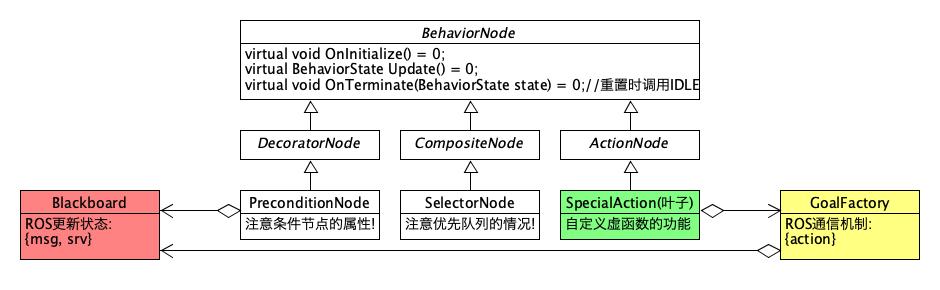 BehaviorNode
virtual void OnInitialize() = 0;
virtual BehaviorState Update() = 0;
virtual void OnTerminate(BehaviorState state) = 0;//重置时调用IDLE
DecoratorNode
CompositeNode
ActionNode
Blackboard
ROS更新状态:
{msg, srv}
PreconditionNode
注意条件节点的属性!
SelectorNode
注意优先队列的情况!
SpecialAction(叶子)
自定义虚函数的功能
GoalFactory
ROS通信机制:
{action}